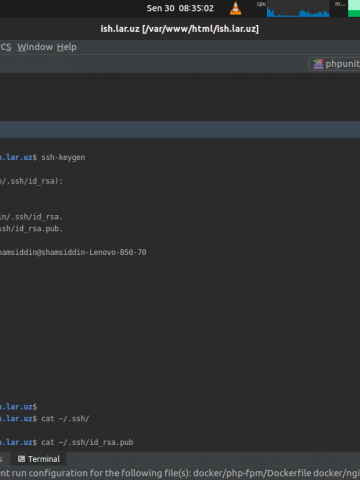 Sen 30 08:35:02
cpu
m...
ish.lar.uz [/var/www/html/ish.lar.uz]
CS Window Help
phpunit
.lar.uz$ ssh-keygen
/.ssh/id_rsa):
in/.ssh/id_rsa.
ssh/id_rsa.pub.
hamsiddin@shamsiddin-Lenovo-B50-70
.lar.uz$
.lar.uz$ cat ~/.ssh/
.lar.uz$ cat ~/.ssh/id_rsa.pub
s Terminal
ent run configuration for the following file(s): docker/php-fpm/Dockerfile docker/ngi